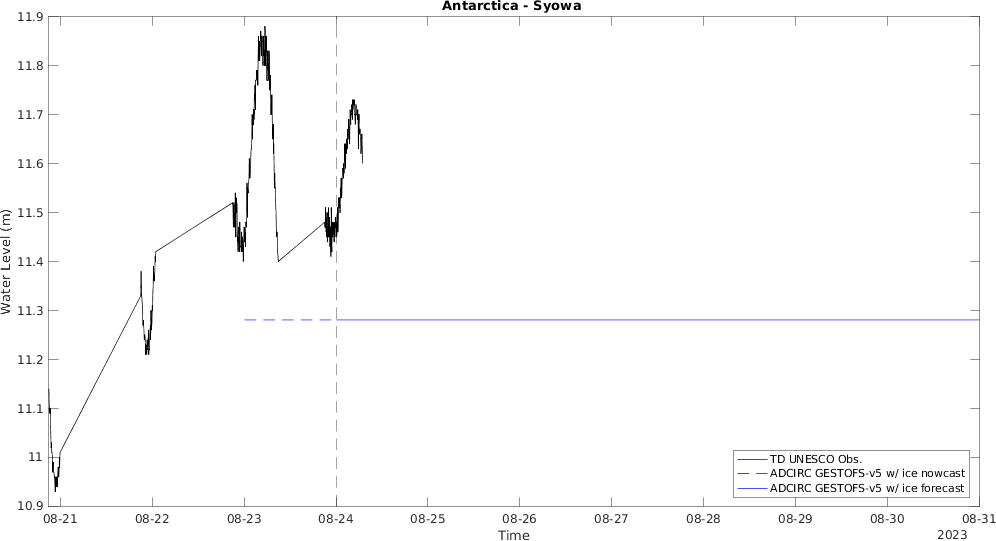 Antarctica - Syowa
11.9
11.8
11.7
11.6
11.5
11.4
11.3
11.2
11.1
11
10.9
Water Level (m)
TD UNESCO Obs.
ADCIRC GESTOFS-v5 w/ ice nowcast
ADCIRC GESTOFS-v5 w/ ice forecast
08-21 08-22 08-23 08-24 08-25 08-26 08-27 08-28 08-29 08-30 08-31
Time
2023